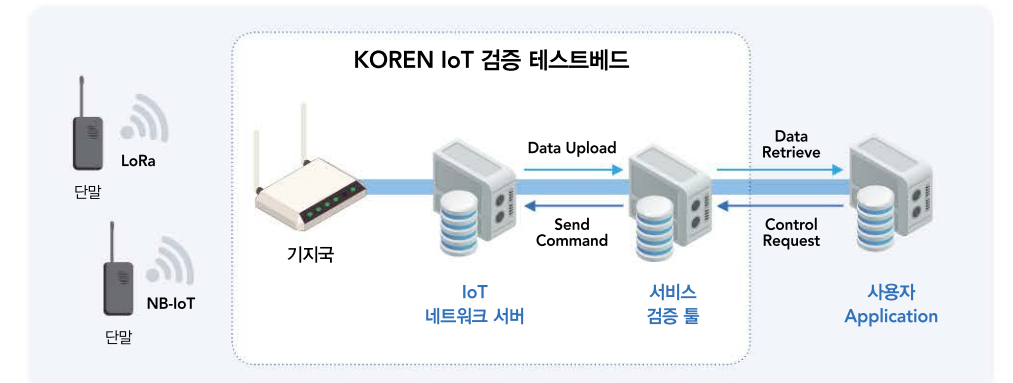 KOREN IoT 검증 테스트베드
LoRa
단말
NB-IoT
단말
기지국
Data Upload
Send
Command
Data
Retrieve
Control
Request
IoT
네트워크 서버
서비스
검증 툴
사용자
Application